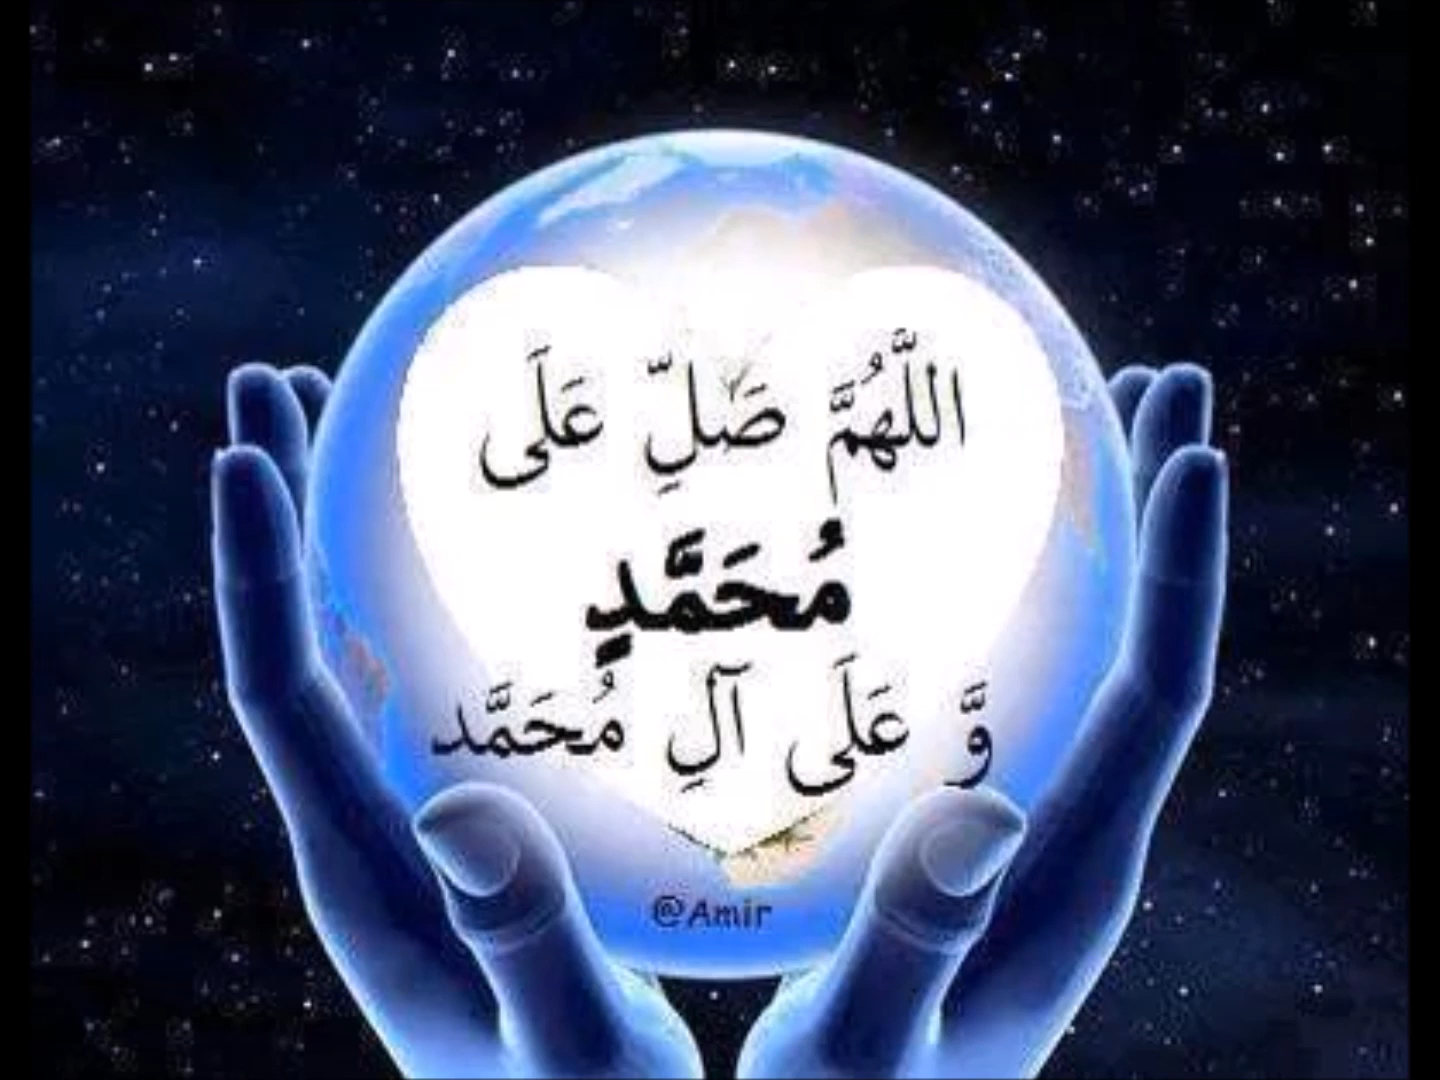 اللَّهُمَّ صَلِّ عَلَى
مُحَمَّدٍ
وَّ عَلَى آلِ مُحَمَّد
@Amir